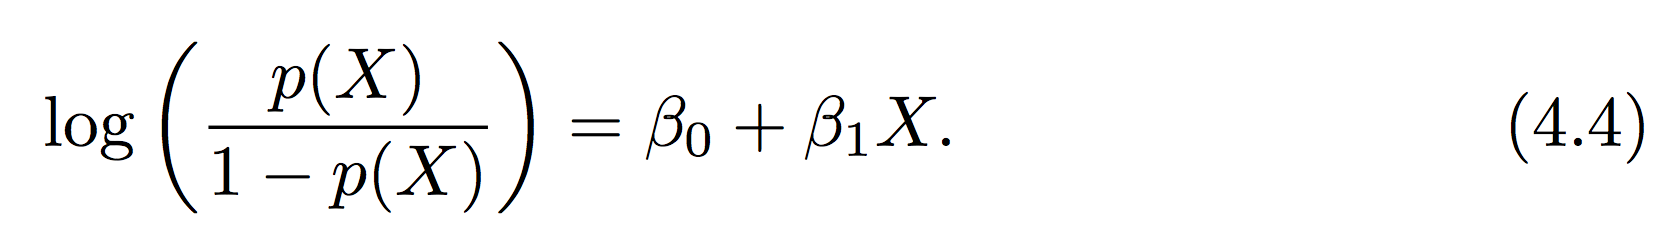 log ( p(X) / 1 − p(X) ) = β₀ + β₁X. (4.4)